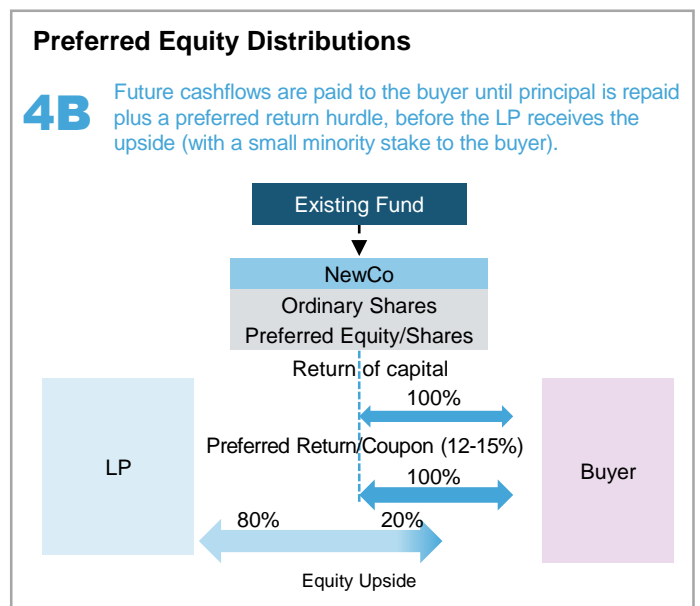 Preferred Equity Distributions
4B
Future cashflows are paid to the buyer until principal is repaid
plus a preferred return hurdle, before the LP receives the
upside (with a small minority stake to the buyer).
Existing Fund
NewCo
Ordinary Shares
Preferred Equity/Shares
Return of capital
100%
Preferred Return/Coupon (12-15%)
LP
100%
Buyer
80%
20%
Equity Upside